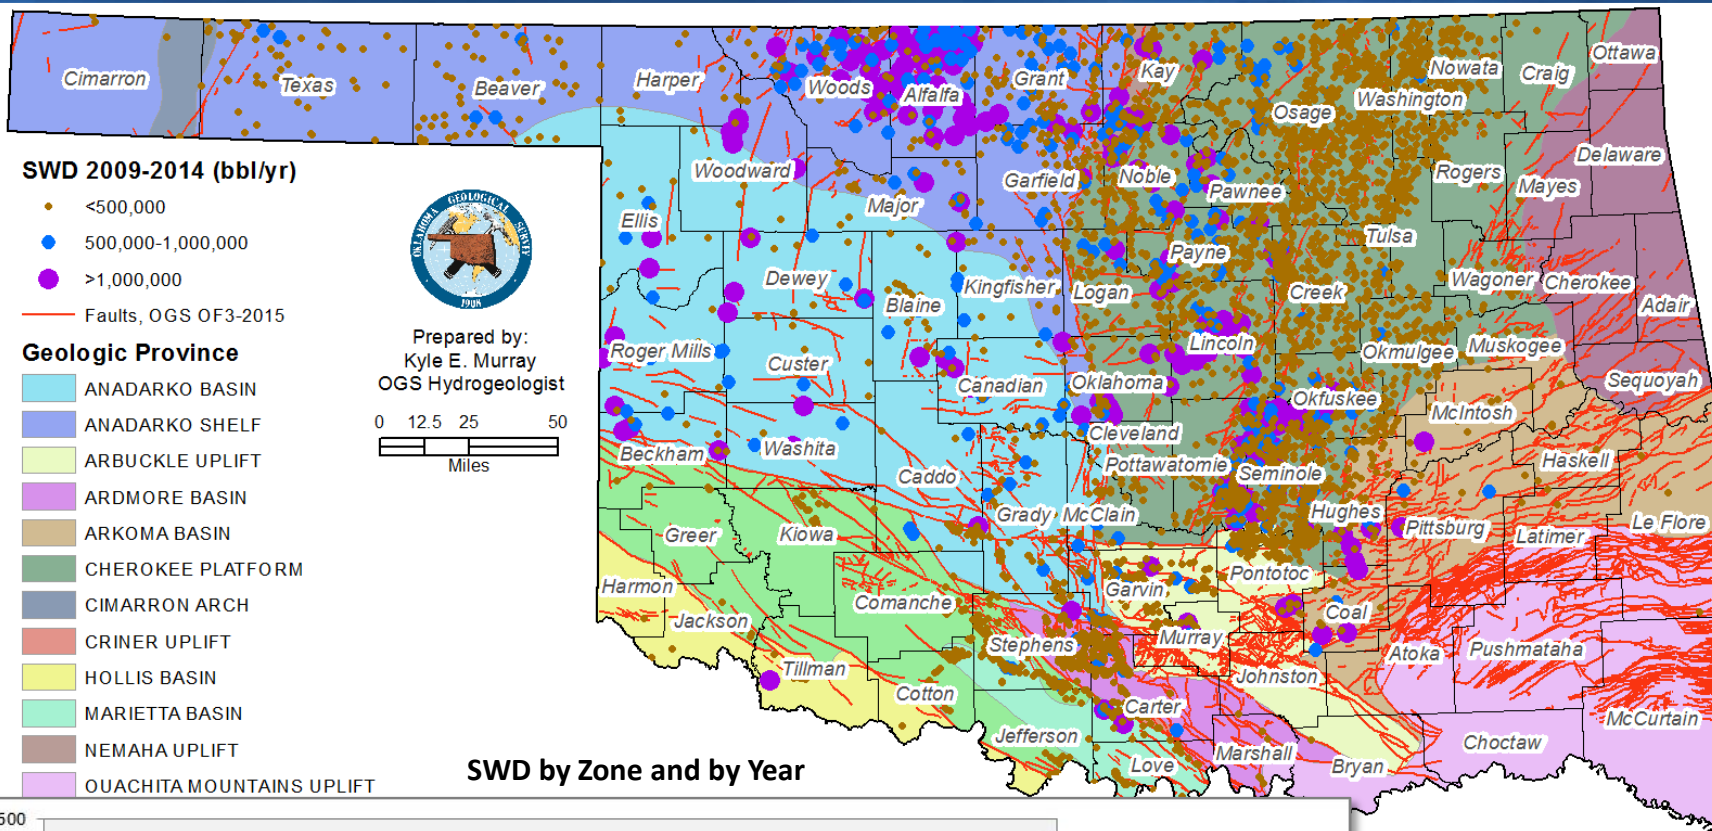 SWD 2009-2014 (bbl/yr)
<500,000
500,000-1,000,000
>1,000,000
Faults, OGS OF3-2015
Geologic Province
ANADARKO BASIN
ANADARKO SHELF
ARBUCKLE UPLIFT
ARDMORE BASIN
ARKOMA BASIN
CHEROKEE PLATFORM
CIMARRON ARCH
CRINER UPLIFT
HOLLIS BASIN
MARIETTA BASIN
NEMAHA UPLIFT
OUACHITA MOUNTAINS UPLIFT
OKLAHOMA GEOLOGICAL SURVEY
1908
Prepared by:
Kyle E. Murray
OGS Hydrogeologist
0 12.5 25 50
Miles
Cimarron
Texas
Beaver
Harper
Woods
Alfalfa
Grant
Kay
Osage
Washington
Nowata
Craig
Ottawa
Woodward
Ellis
Major
Garfield
Noble
Pawnee
Rogers
Mayes
Delaware
Dewey
Blaine
Kingfisher
Logan
Payne
Creek
Tulsa
Wagoner
Cherokee
Adair
Roger Mills
Custer
Canadian
Oklahoma
Lincoln
Okmulgee
Muskogee
Sequoyah
Okfuskee
McIntosh
Beckham
Washita
Caddo
Cleveland
Pottawatomie
Seminole
Haskell
Greer
Kiowa
Grady
McClain
Hughes
Pittsburg
Latimer
Le Flore
Harmon
Jackson
Comanche
Garvin
Pontotoc
Coal
Tillman
Stephens
Murray
Johnston
Atoka
Pushmataha
Cotton
Carter
McCurtain
Jefferson
Love
Marshall
Bryan
Choctaw
SWD by Zone and by Year
500